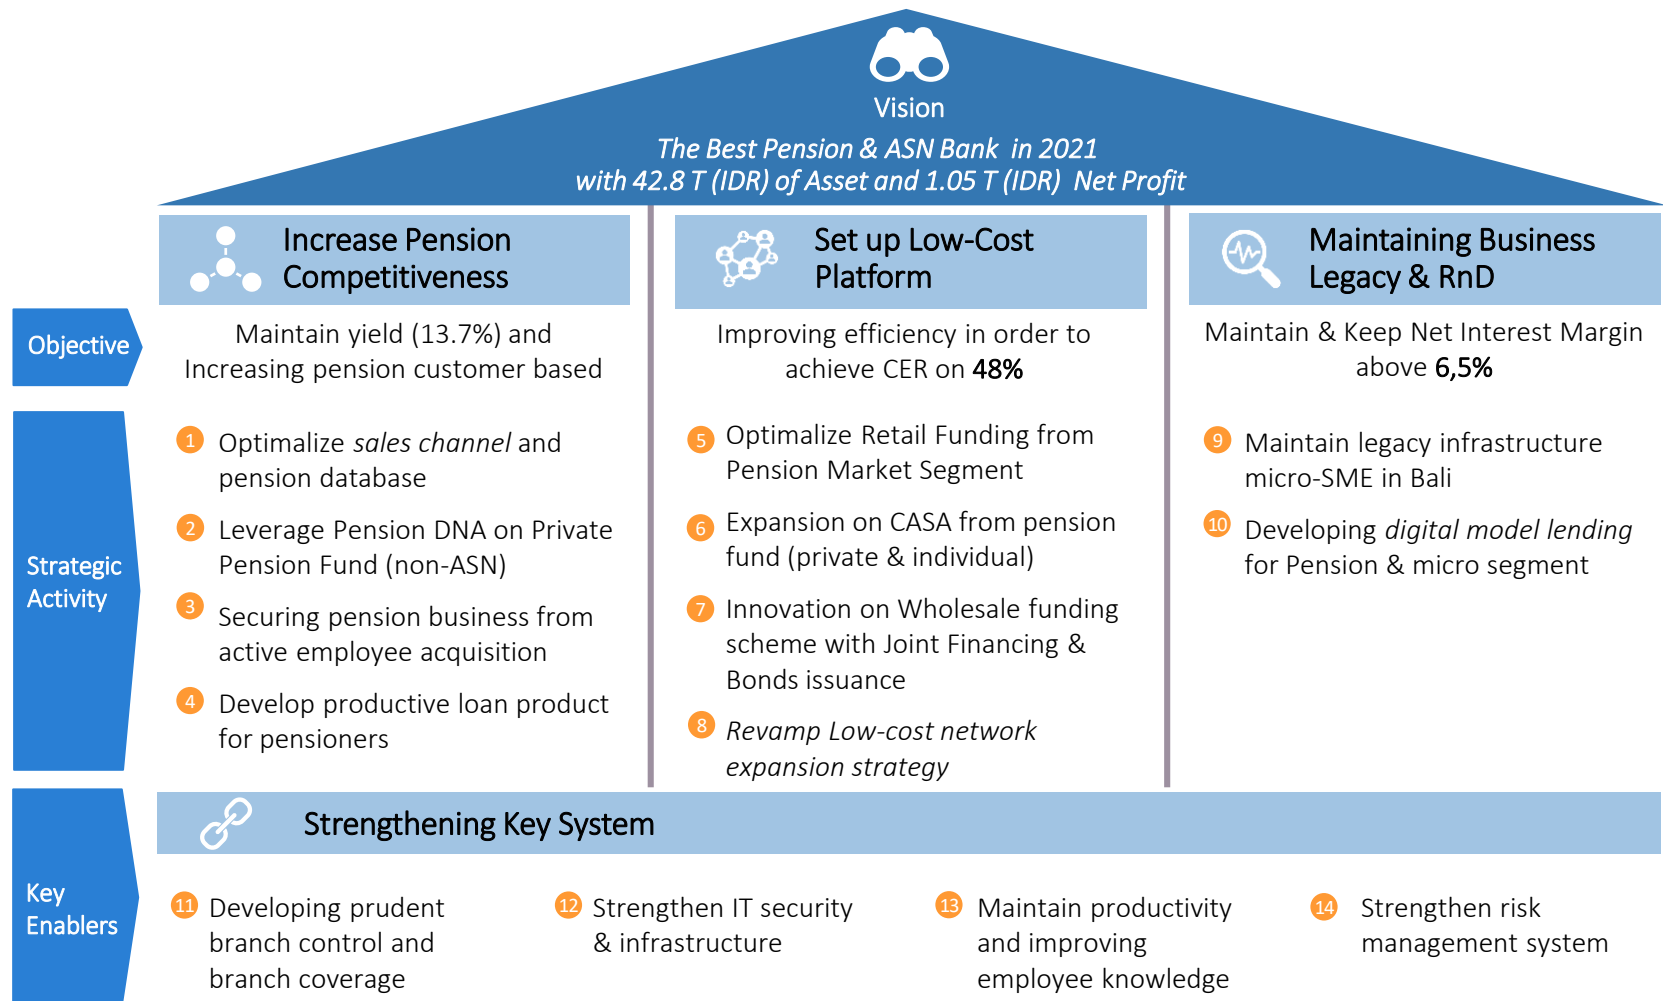 Vision
The Best Pension & ASN Bank in 2021
with 42.8 T (IDR) of Asset and 1.05 T (IDR) Net Profit
Increase Pension
Competitiveness
Set up Low-Cost
Platform
Maintaining Business
Legacy & RnD
Objective
Maintain yield (13.7%) and
Increasing pension customer based
Improving efficiency in order to
achieve CER on 48%
Maintain & Keep Net Interest Margin
above 6,5%
Strategic
Activity
1 Optimalize sales channel and
pension database
2 Leverage Pension DNA on Private
Pension Fund (non-ASN)
3 Securing pension business from
active employee acquisition
4 Develop productive loan product
for pensioners
5 Optimalize Retail Funding from
Pension Market Segment
6 Expansion on CASA from pension
fund (private & individual)
7 Innovation on Wholesale funding
scheme with Joint Financing &
Bonds issuance
8 Revamp Low-cost network
expansion strategy
9 Maintain legacy infrastructure
micro-SME in Bali
10 Developing digital model lending
for Pension & micro segment
Key
Enablers
Strengthening Key System
11 Developing prudent
branch control and
branch coverage
12 Strengthen IT security
& infrastructure
13 Maintain productivity
and improving
employee knowledge
14 Strengthen risk
management system